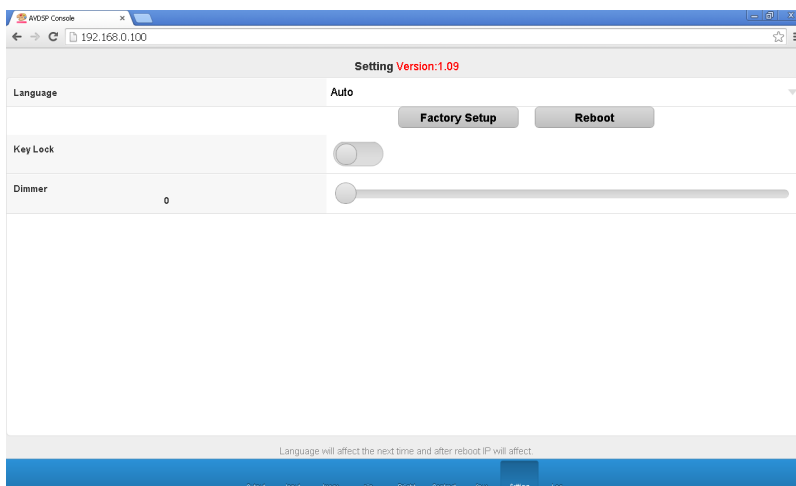 AVDSP Console
192.168.0.100
Setting Version:1.09
Language
Auto
Factory Setup
Reboot
Key Lock
Dimmer
0
Language will affect the next time and after reboot IP will affect
Setting